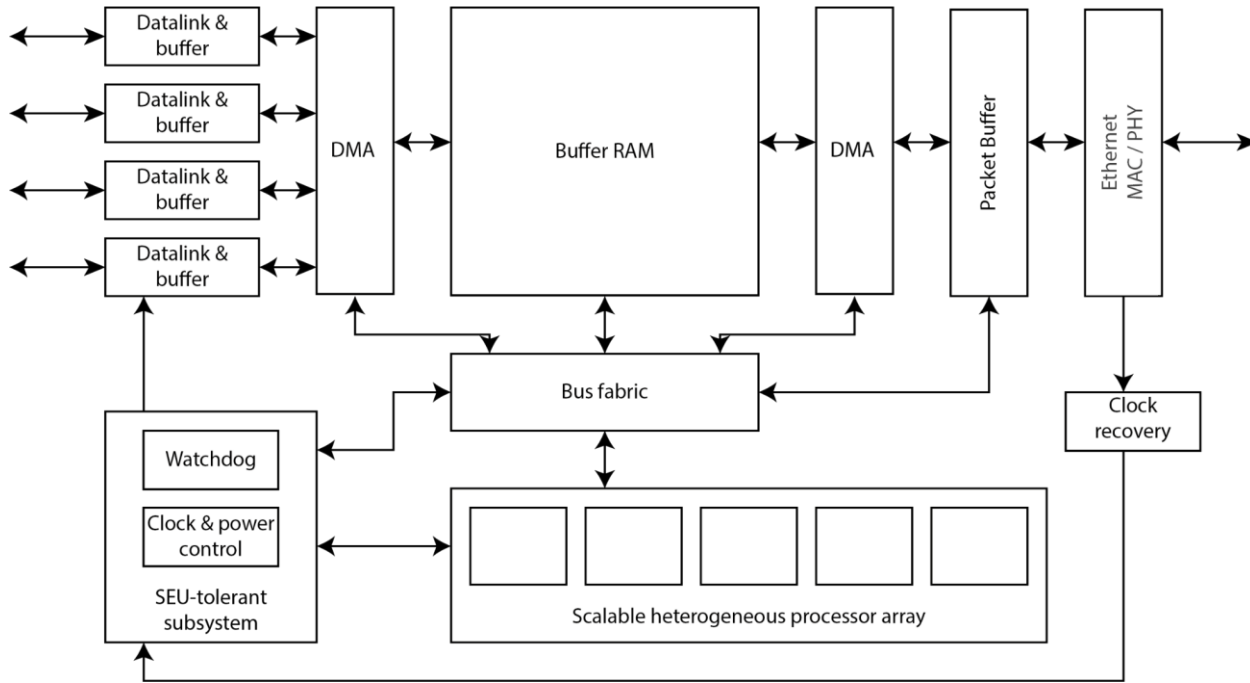 Datalink &
buffer
Datalink &
buffer
Datalink &
buffer
Datalink &
buffer
DMA
Buffer RAM
DMA
Packet Buffer
Ethernet
MAC / PHY
Bus fabric
Clock
recovery
Watchdog
Clock & power
control
SEU-tolerant
subsystem
Scalable heterogeneous processor array